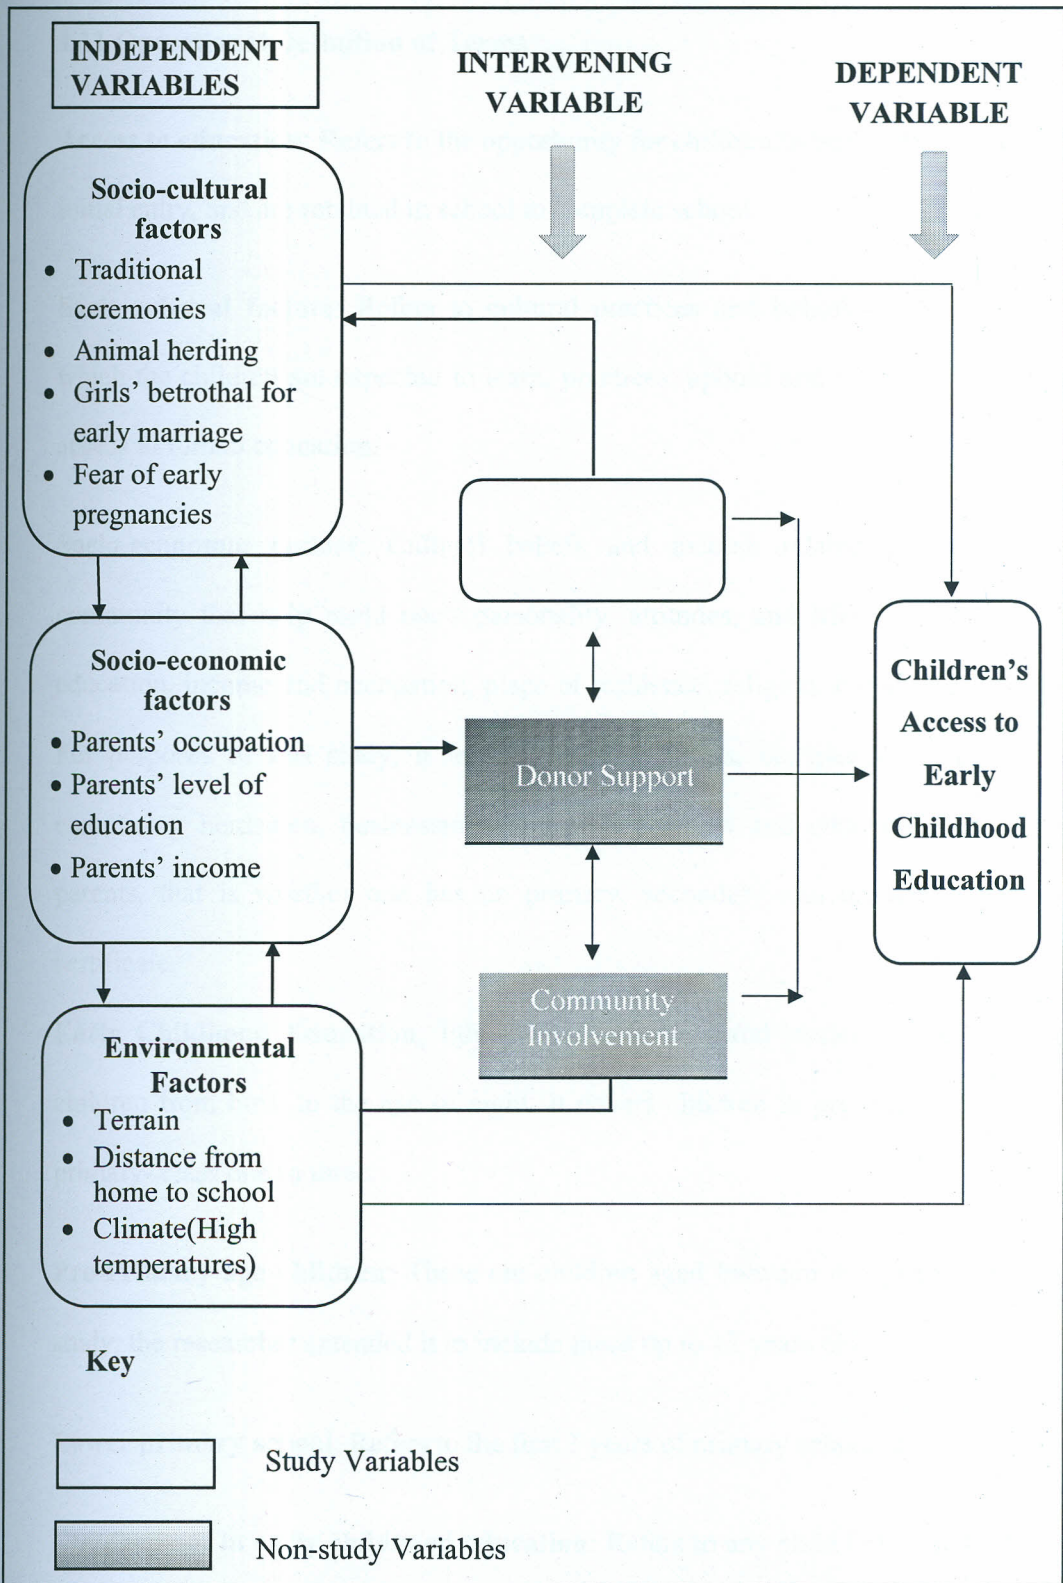 INDEPENDENT
VARIABLES
INTERVENING
VARIABLE
DEPENDENT
VARIABLE
Socio-cultural
factors
• Traditional
ceremonies
• Animal herding
• Girls’ betrothal for
early marriage
• Fear of early
pregnancies
Socio-economic
factors
• Parents’ occupation
• Parents’ level of
education
• Parents’ income
Environmental
Factors
• Terrain
• Distance from
home to school
• Climate(High
temperatures)
Donor Support
Community
Involvement
Children’s
Access to
Early
Childhood
Education
Key
Study Variables
Non-study Variables